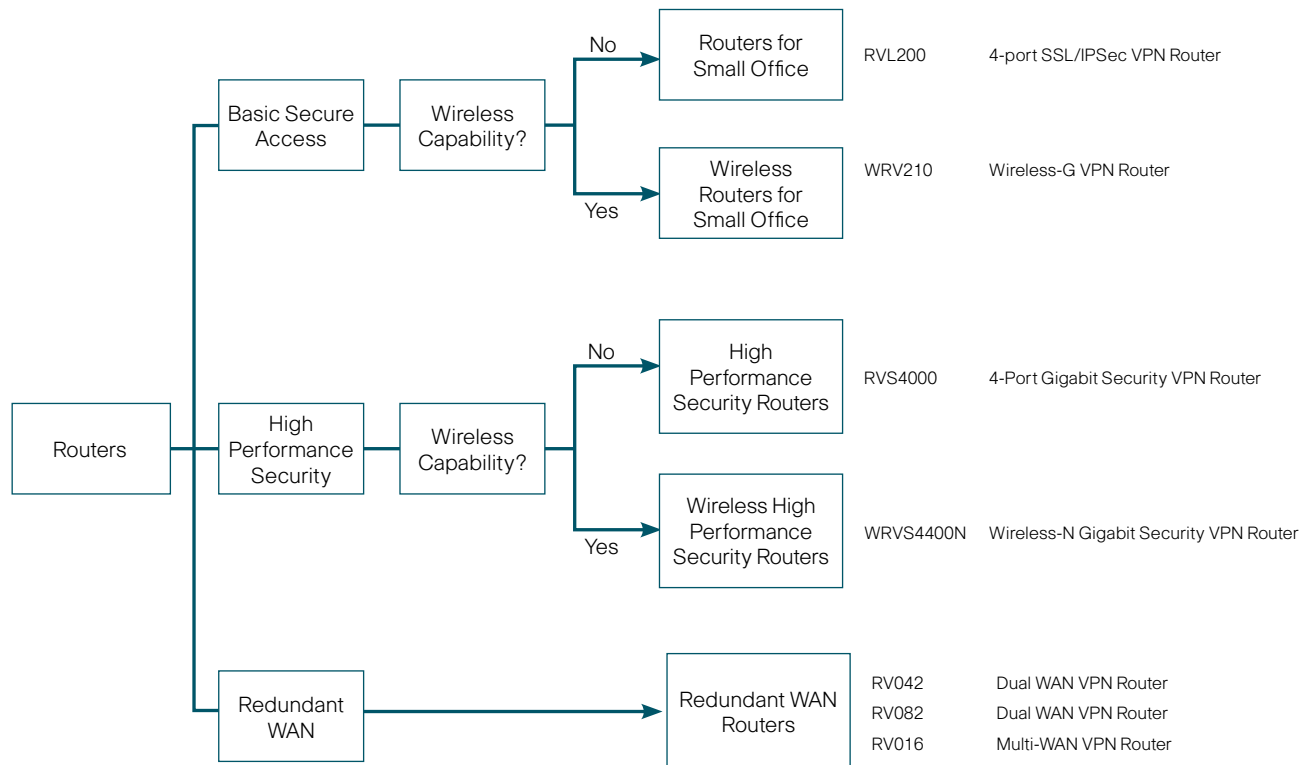 No
Routers for
Small Office
RVL200 4-port SSL/IPSec VPN Router
Basic Secure
Access
Wireless
Capability?
Yes
Wireless
Routers for
Small Office
WRV210 Wireless-G VPN Router
Routers
High
Performance
Security
Wireless
Capability?
No
High
Performance
Security Routers
RVS4000 4-Port Gigabit Security VPN Router
Yes
Wireless High
Performance
Security Routers
WRVS4400N Wireless-N Gigabit Security VPN Router
Redundant
WAN
Redundant WAN
Routers
RV042 Dual WAN VPN Router
RV082 Dual WAN VPN Router
RV016 Multi-WAN VPN Router